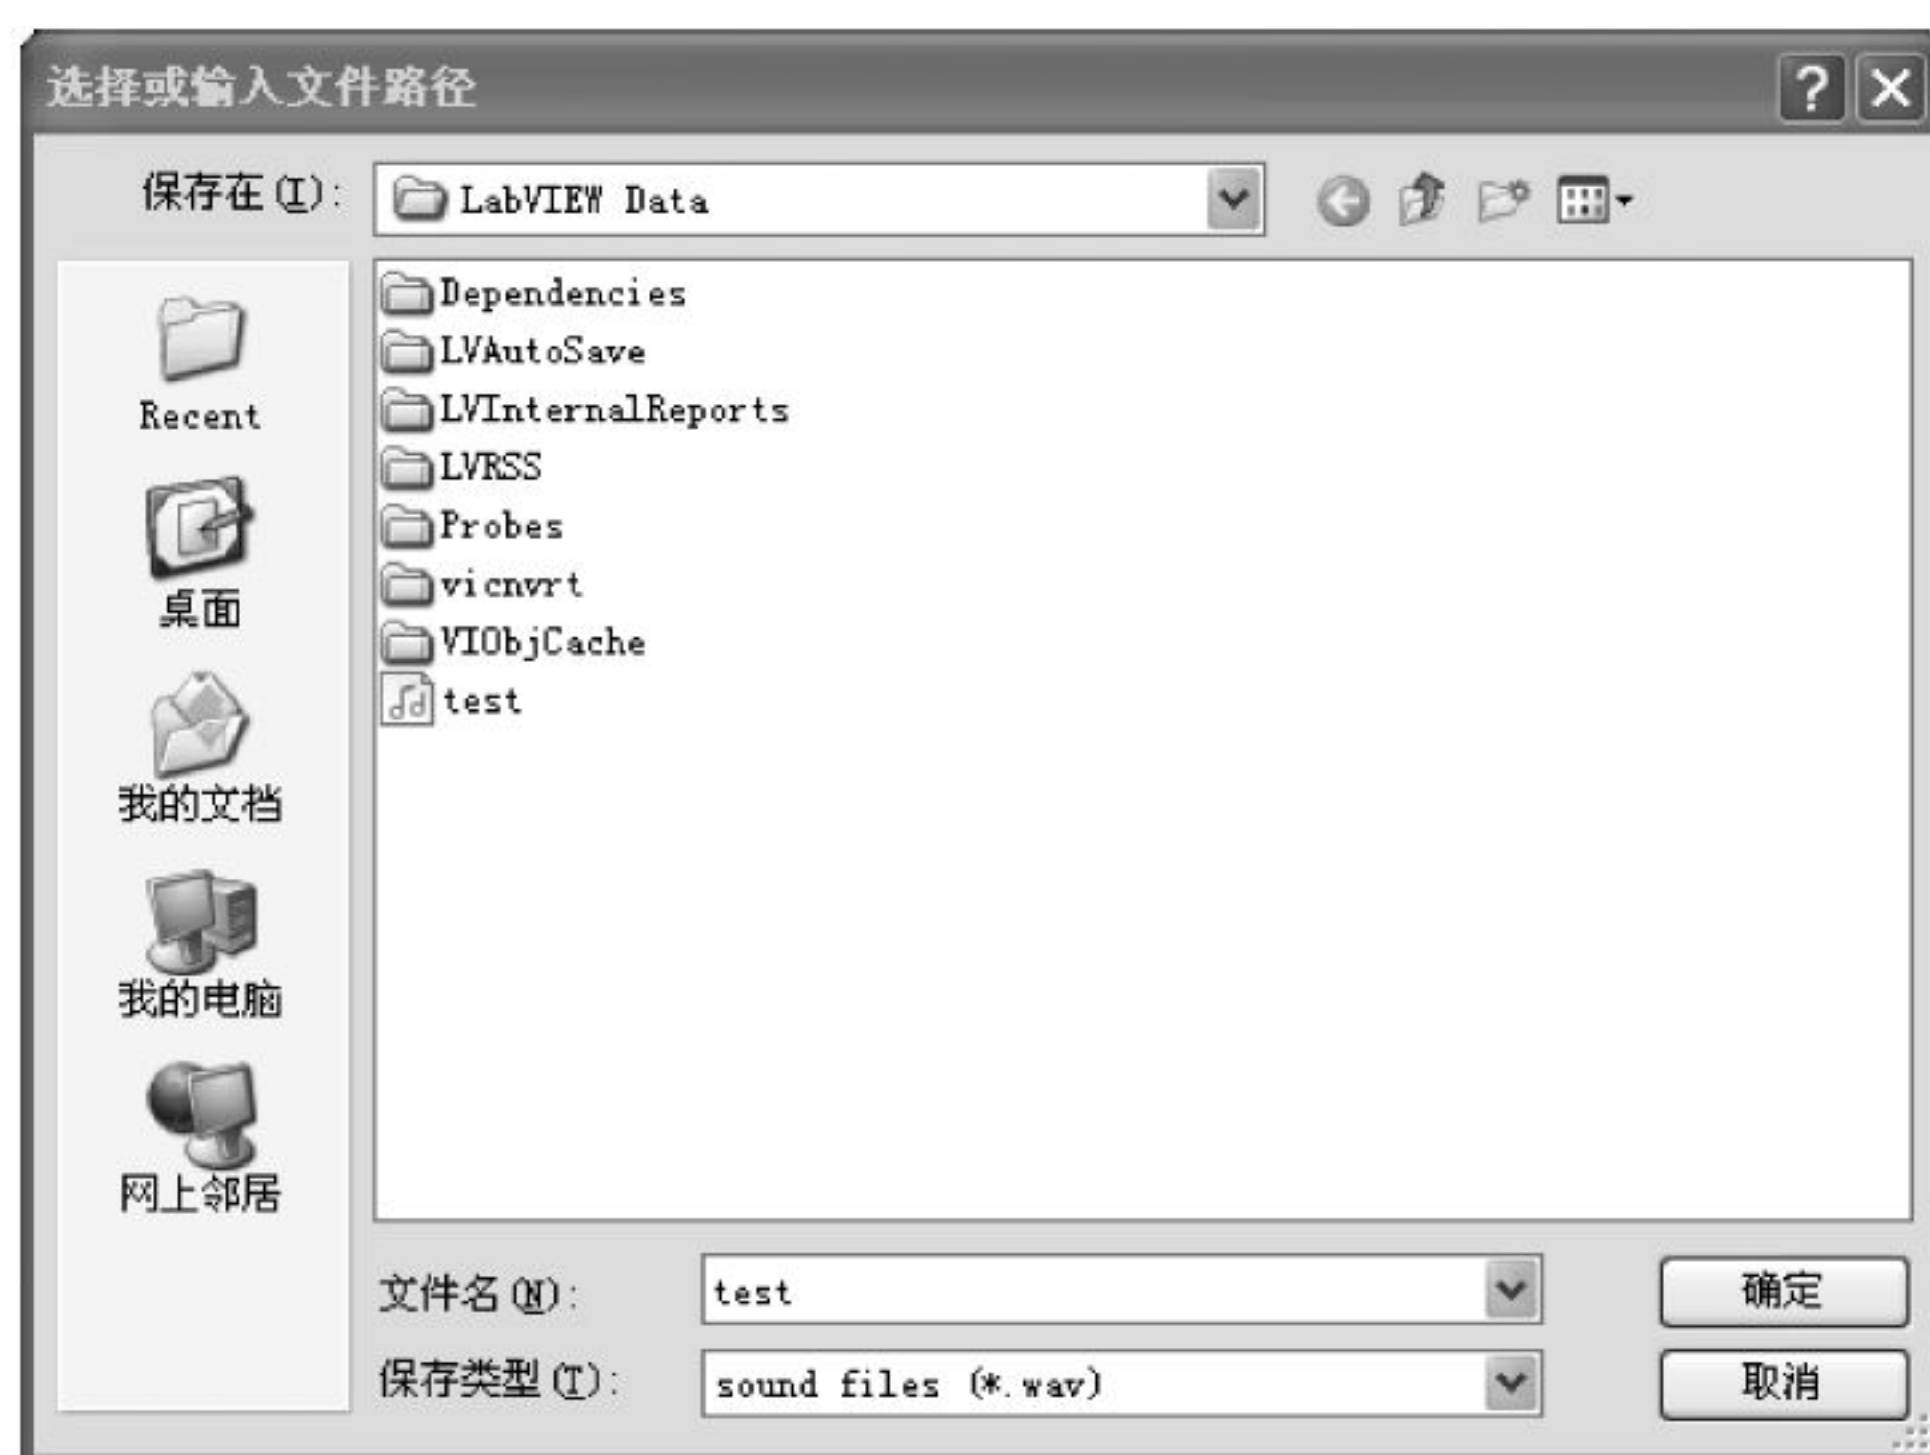 选择或输入文件路径
保存在(I):
LabVIEW Data
Recent
桌面
我的文档
我的电脑
网上邻居
Dependencies
LVAutoSave
LVInternalReports
LVRSS
Probes
vicnvrt
VIObjCache
test
文件名(N):
test
确定
保存类型(T):
sound files (*.wav)
取消